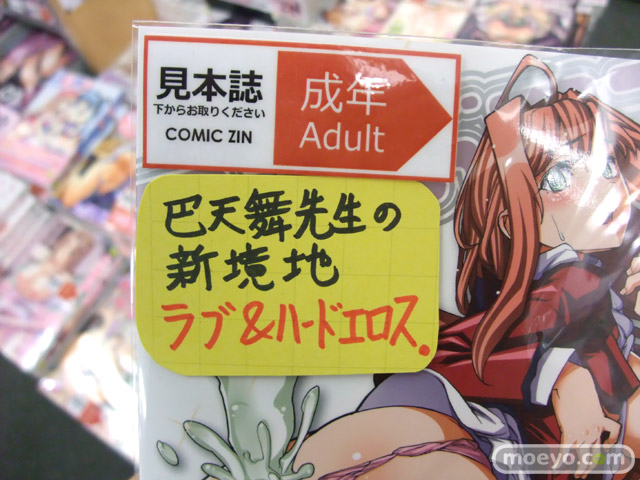 見本誌
下からお取りください
COMIC ZIN
成年
Adult
巴天舞先生の
新境地
ラブ&ハードエロス.
moeyo.com